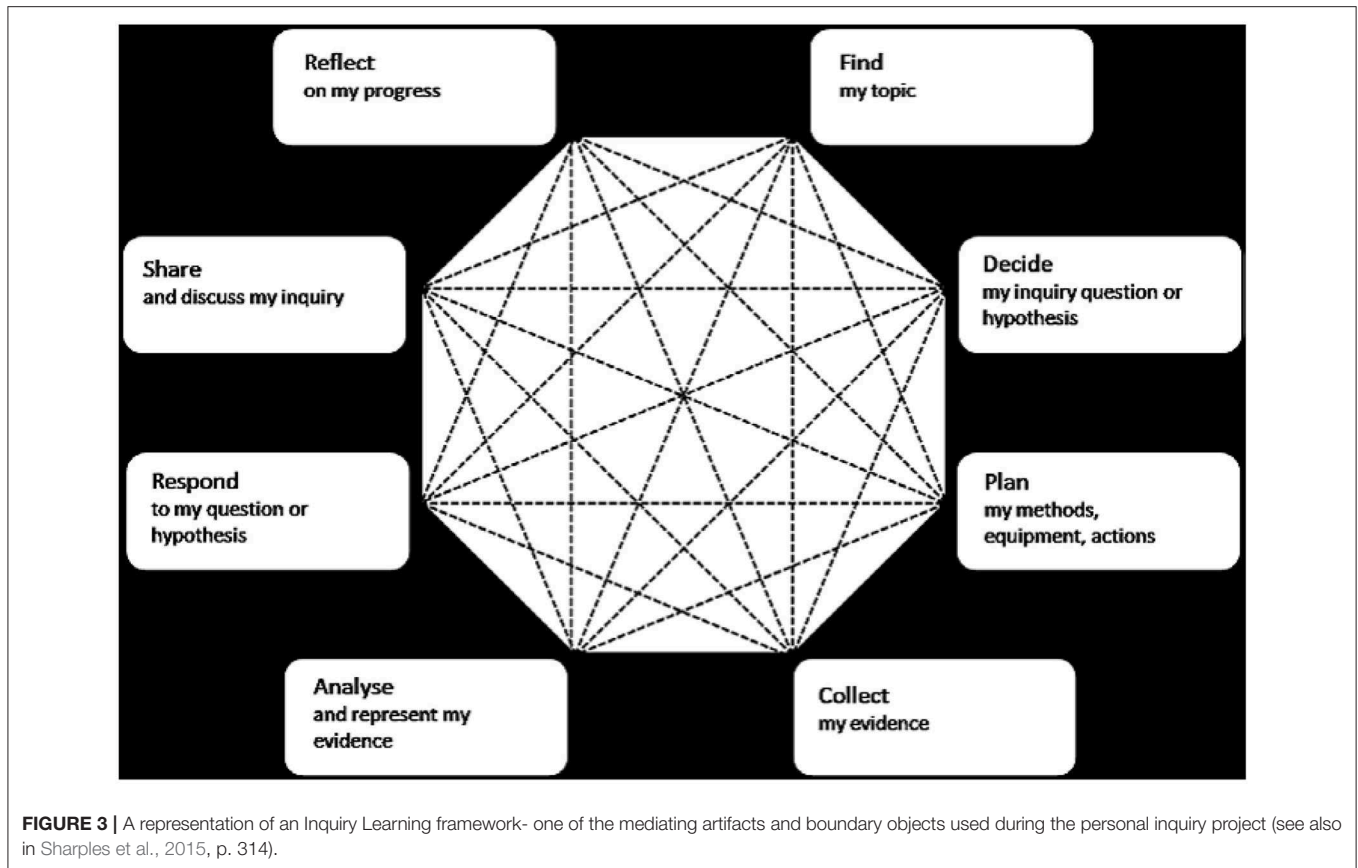 Reflect
on my progress
Find
my topic
Share
and discuss my inquiry
Decide
my inquiry question or
hypothesis
Respond
to my question or
hypothesis
Plan
my methods,
equipment, actions
Analyse
and represent my
evidence
Collect
my evidence
FIGURE 3 | A representation of an Inquiry Learning framework- one of the mediating artifacts and boundary objects used during the personal inquiry project (see also
in Sharples et al., 2015, p. 314).